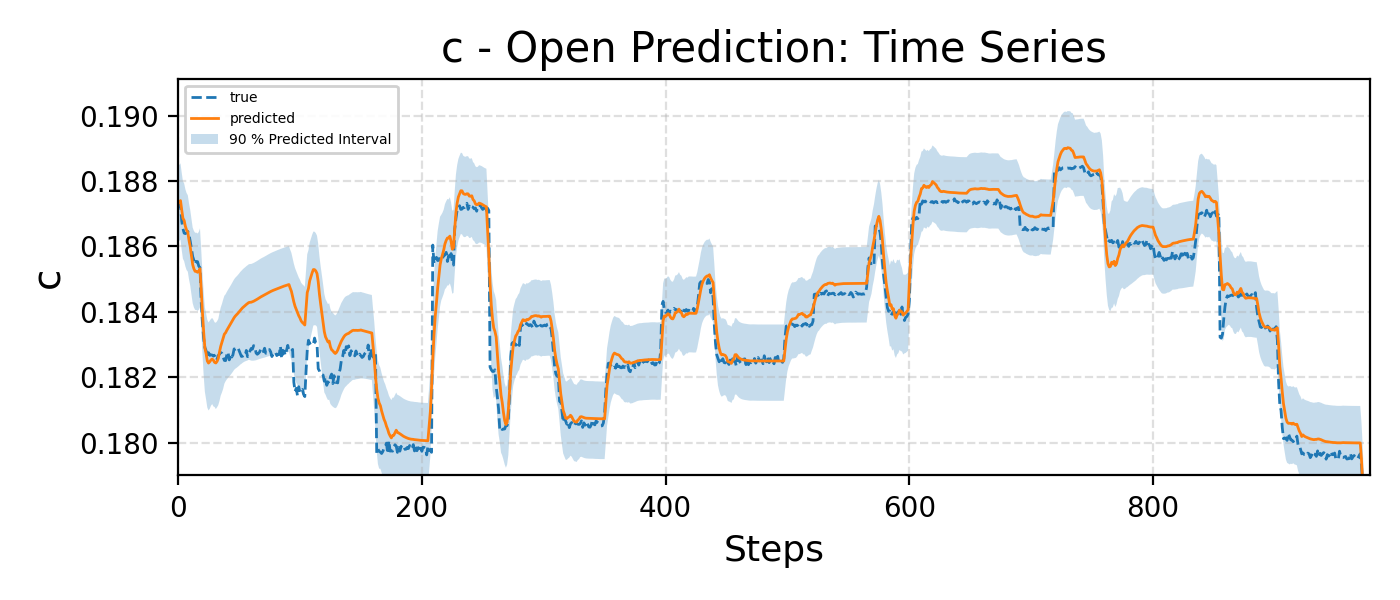 c - Open Prediction: Time Series
true
predicted
90 % Predicted Interval
0.190
0.188
0.186
0.184
0.182
0.180
c
0 200 400 600 800
Steps